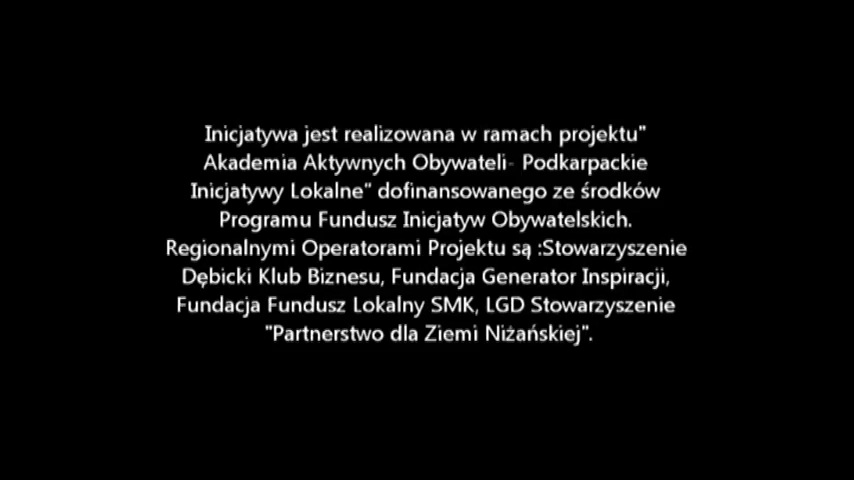 Inicjatywa jest realizowana w ramach projektu"
Akademia Aktywnych Obywateli- Podkarpackie
Inicjatywy Lokalne" dofinansowanego ze środków
Programu Fundusz Inicjatyw Obywatelskich.
Regionalnymi Operatorami Projektu są :Stowarzyszenie
Dębicki Klub Biznesu, Fundacja Generator Inspiracji,
Fundacja Fundusz Lokalny SMK, LGD Stowarzyszenie
"Partnerstwo dla Ziemi Niżańskiej".